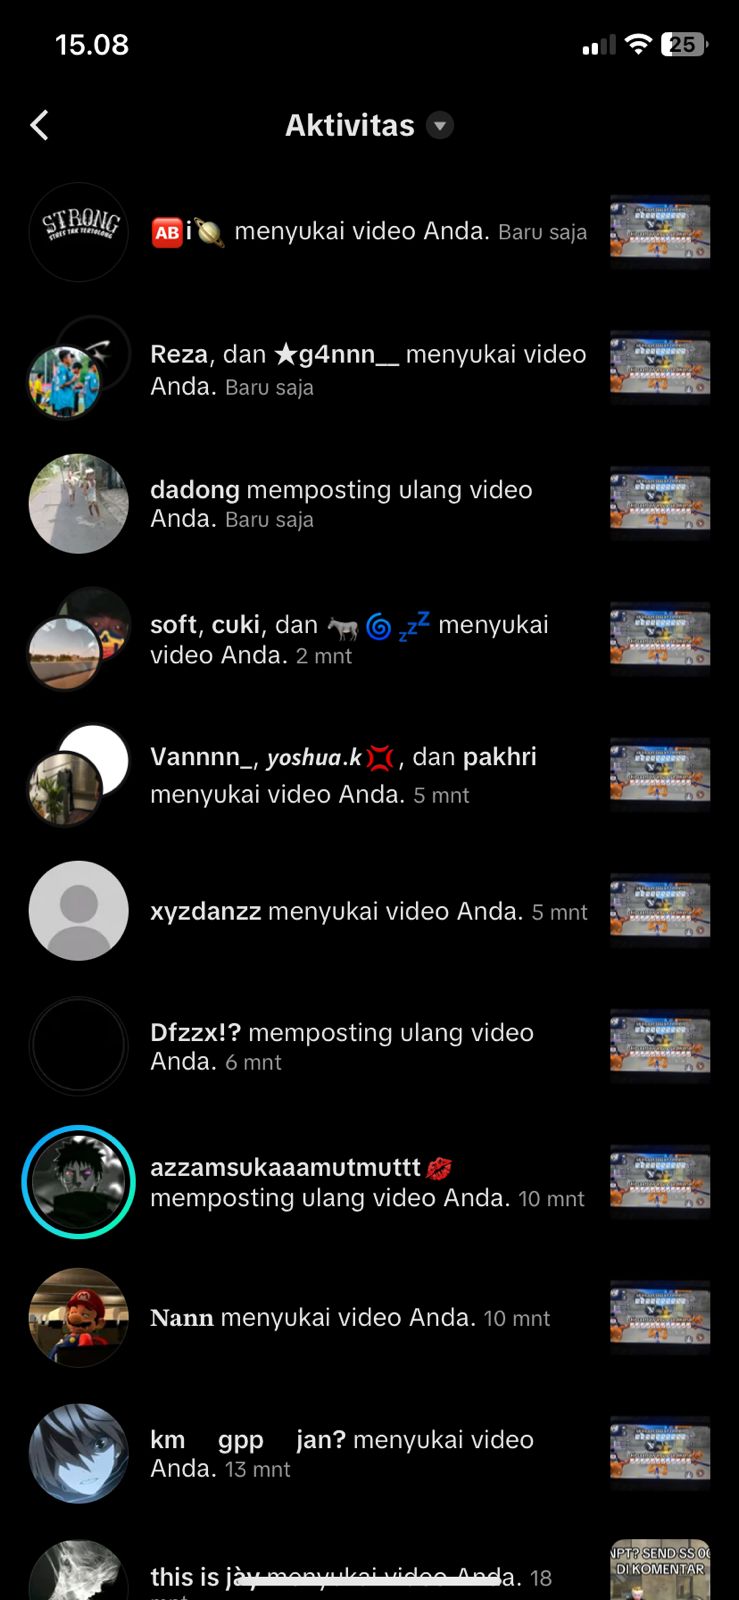 15.08
25
Aktivitas
STRONG
STRES TAK TERTOLONG
🆎i🪐 menyukai video Anda. Baru saja
Reza, dan ★g4nnn__ menyukai video
Anda. Baru saja
dadong memposting ulang video
Anda. Baru saja
soft, cuki, dan 🫏🌀💤 menyukai
video Anda. 2 mnt
Vannnn_, 𝙮𝙤𝙨𝙝𝙪𝙖.𝙠💢, dan pakhri
menyukai video Anda. 5 mnt
xyzdanzz menyukai video Anda. 5 mnt
Dfzzx!? memposting ulang video
Anda. 6 mnt
azzamsukaaamutmuttt💋
memposting ulang video Anda. 10 mnt
𝐍𝐚𝐧𝐧 menyukai video Anda. 10 mnt
km gpp jan? menyukai video
Anda. 13 mnt
this is jày menyukai video Anda. 18
mnt
NPT? SEND SS
DI KOMENTAR